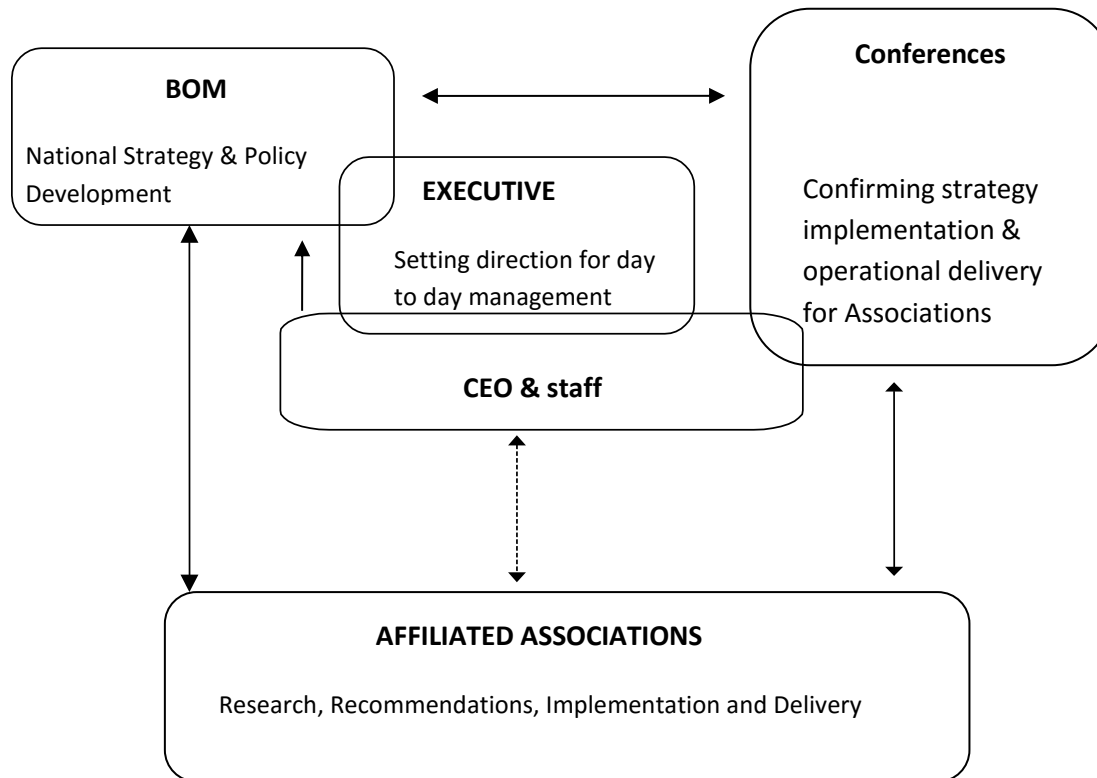 BOM
National Strategy & Policy
Development
EXECUTIVE
Setting direction for day
to day management
Conferences
Confirming strategy
implementation &
operational delivery
for Associations
CEO & staff
AFFILIATED ASSOCIATIONS
Research, Recommendations, Implementation and Delivery